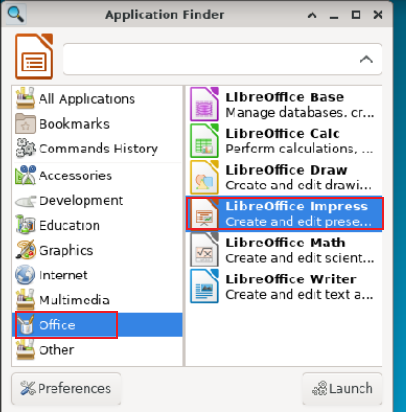 Application Finder
All Applications
Bookmarks
Commands History
Accessories
Development
Education
Graphics
Internet
Multimedia
Office
Other
LibreOffice Base
Manage databases, cr...
LibreOffice Calc
Perform calculations, ...
LibreOffice Draw
Create and edit drawi...
LibreOffice Impress
Create and edit prese...
LibreOffice Math
Create and edit scient...
LibreOffice Writer
Create and edit text a...
Preferences
Launch